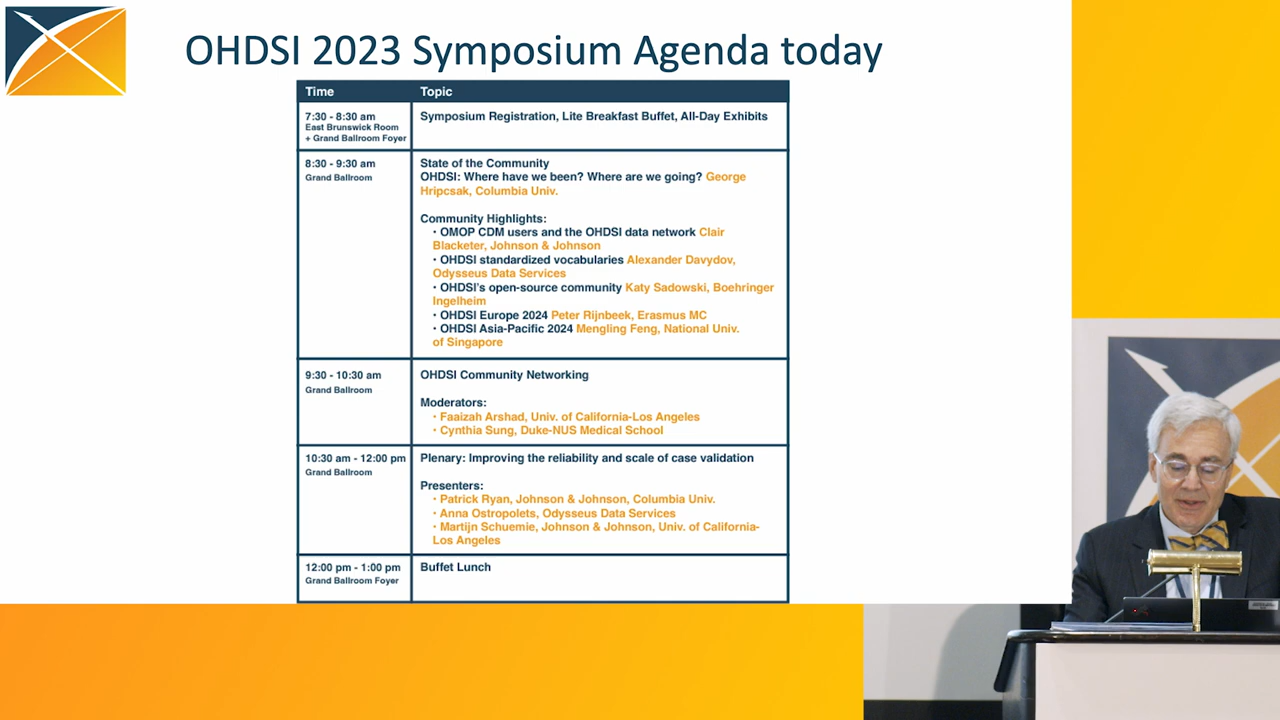 OHDSI 2023 Symposium Agenda today
Time
Topic
7:30 - 8:30 am
East Brunswick Room
+ Grand Ballroom Foyer
Symposium Registration, Lite Breakfast Buffet, All-Day Exhibits
8:30 - 9:30 am
Grand Ballroom
State of the Community
OHDSI: Where have we been? Where are we going? George
Hripcsak, Columbia Univ.
Community Highlights:
• OMOP CDM users and the OHDSI data network Clair
Blacketer, Johnson & Johnson
• OHDSI standardized vocabularies Alexander Davydov,
Odysseus Data Services
• OHDSI's open-source community Katy Sadowski, Boehringer
Ingelheim
• OHDSI Europe 2024 Peter Rijnbeek, Erasmus MC
• OHDSI Asia-Pacific 2024 Mengling Feng, National Univ.
of Singapore
9:30 - 10:30 am
Grand Ballroom
OHDSI Community Networking
Moderators:
• Faaizah Arshad, Univ. of California-Los Angeles
• Cynthia Sung, Duke-NUS Medical School
10:30 am - 12:00 pm
Grand Ballroom
Plenary: Improving the reliability and scale of case validation
Presenters:
• Patrick Ryan, Johnson & Johnson, Columbia Univ.
• Anna Ostropolets, Odysseus Data Services
• Martijn Schuemie, Johnson & Johnson, Univ. of California-
Los Angeles
12:00 pm - 1:00 pm
Grand Ballroom Foyer
Buffet Lunch